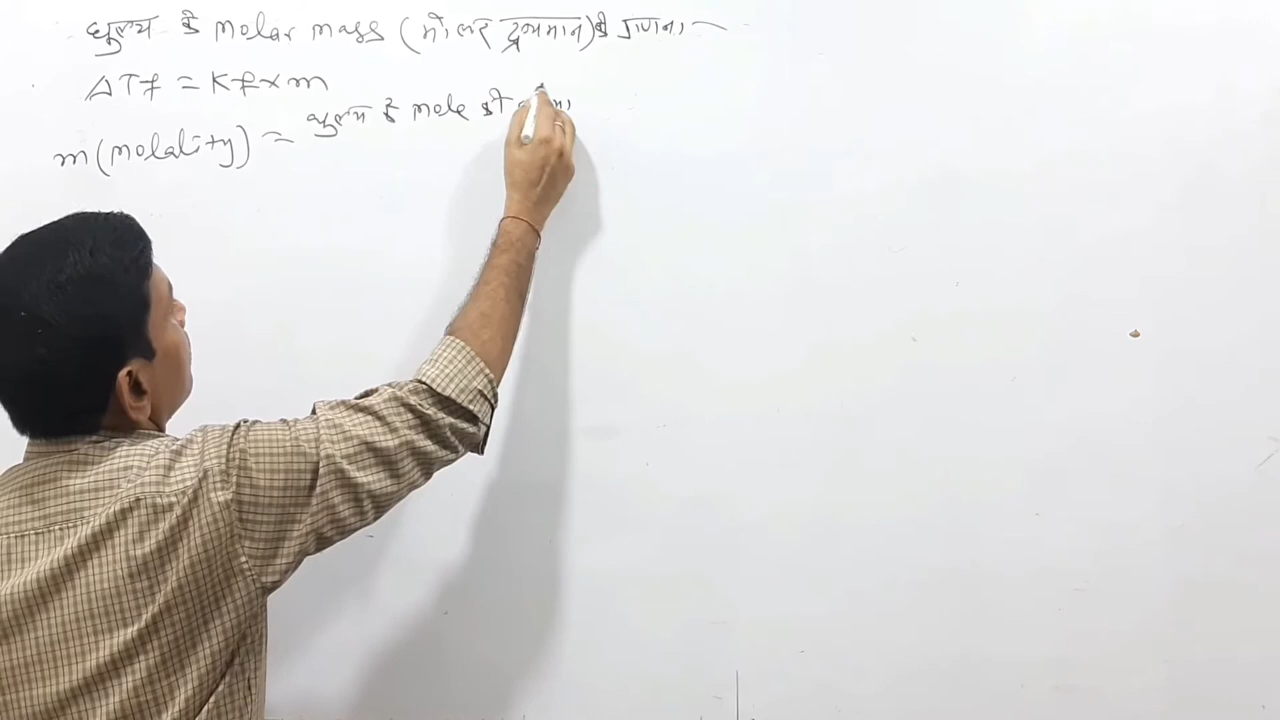 घुल्य के molar mass (मोलर द्रव्यमान) की गणना
ΔTf = Kf × m
m (molality) = घुल्य के mole की